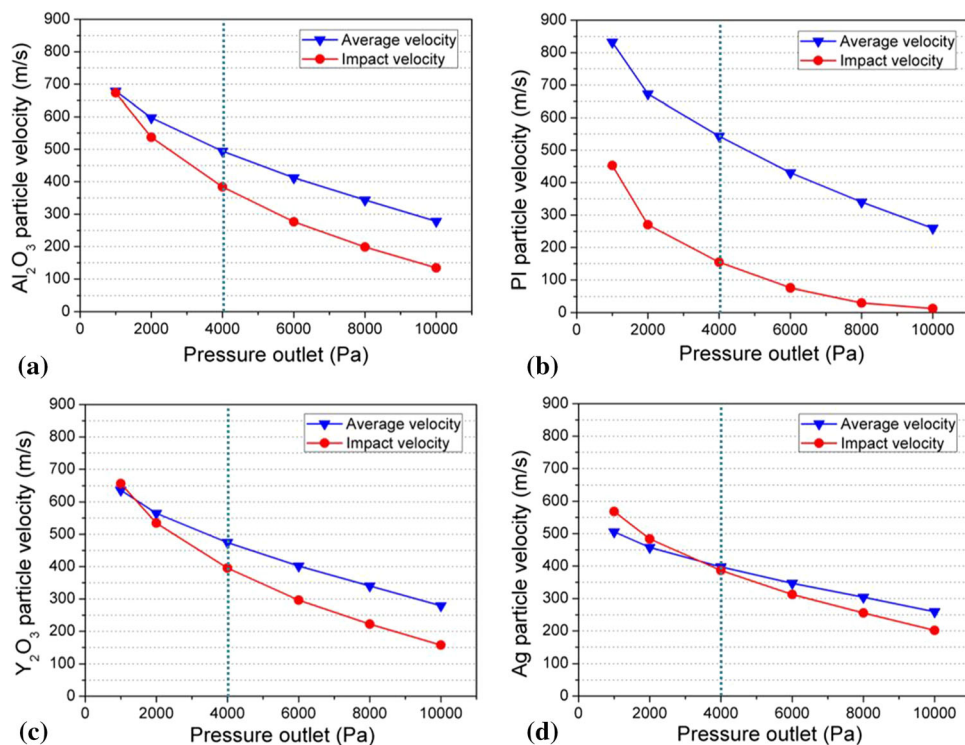 900
800
700
600
500
400
300
200
100
0
Al₂O₃ particle velocity (m/s)
Average velocity
Impact velocity
0 2000 4000 6000 8000 10000
Pressure outlet (Pa)
(a)
900
800
700
600
500
400
300
200
100
0
PI particle velocity (m/s)
Average velocity
Impact velocity
0 2000 4000 6000 8000 10000
Pressure outlet (Pa)
(b)
900
800
700
600
500
400
300
200
100
0
Y₂O₃ particle velocity (m/s)
Average velocity
Impact velocity
0 2000 4000 6000 8000 10000
Pressure outlet (Pa)
(c)
900
800
700
600
500
400
300
200
100
0
Ag particle velocity (m/s)
Average velocity
Impact velocity
0 2000 4000 6000 8000 10000
Pressure outlet (Pa)
(d)